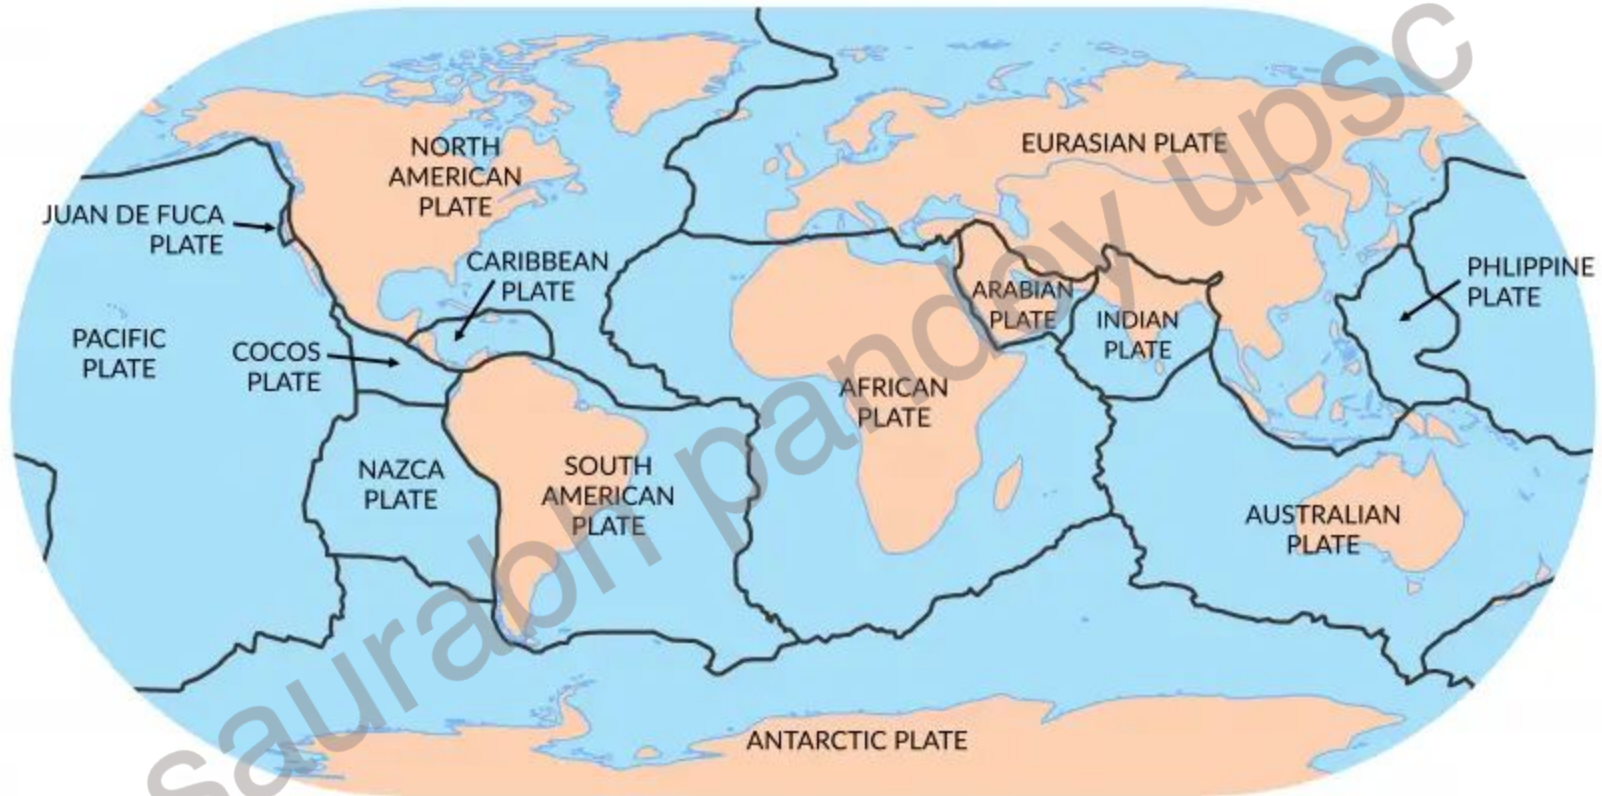 NORTH
AMERICAN
PLATE
EURASIAN PLATE
JUAN DE FUCA
PLATE
CARIBBEAN
PLATE
PHLIPPINE
PLATE
ARABIAN
PLATE
INDIAN
PLATE
PACIFIC
PLATE
COCOS
PLATE
AFRICAN
PLATE
NAZCA
PLATE
SOUTH
AMERICAN
PLATE
AUSTRALIAN
PLATE
ANTARCTIC PLATE
saurabh pandey upsc